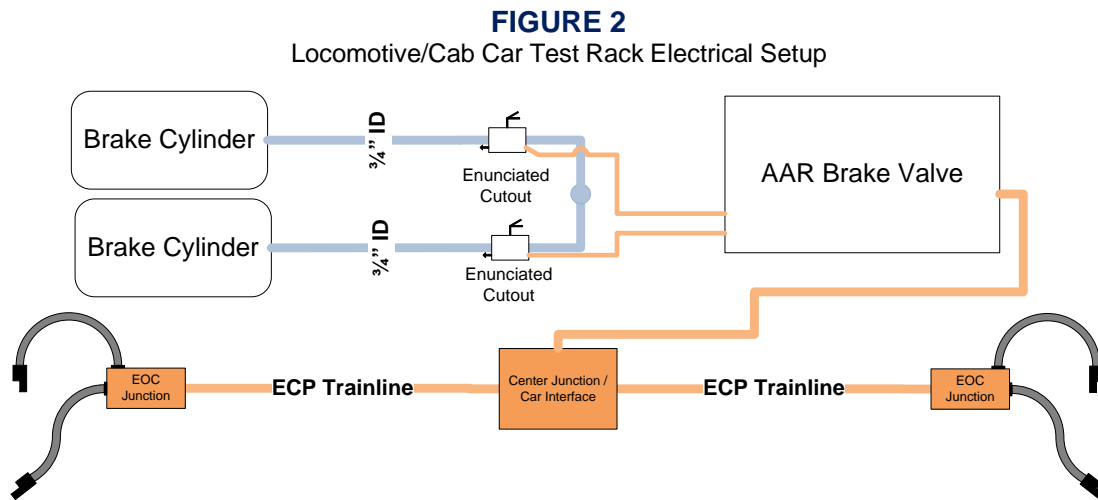 FIGURE 2
Locomotive/Cab Car Test Rack Electrical Setup
Brake Cylinder
¾” ID
Enunciated
Cutout
AAR Brake Valve
Brake Cylinder
¾” ID
Enunciated
Cutout
EOC
Junction
ECP Trainline
Center Junction /
Car Interface
ECP Trainline
EOC
Junction